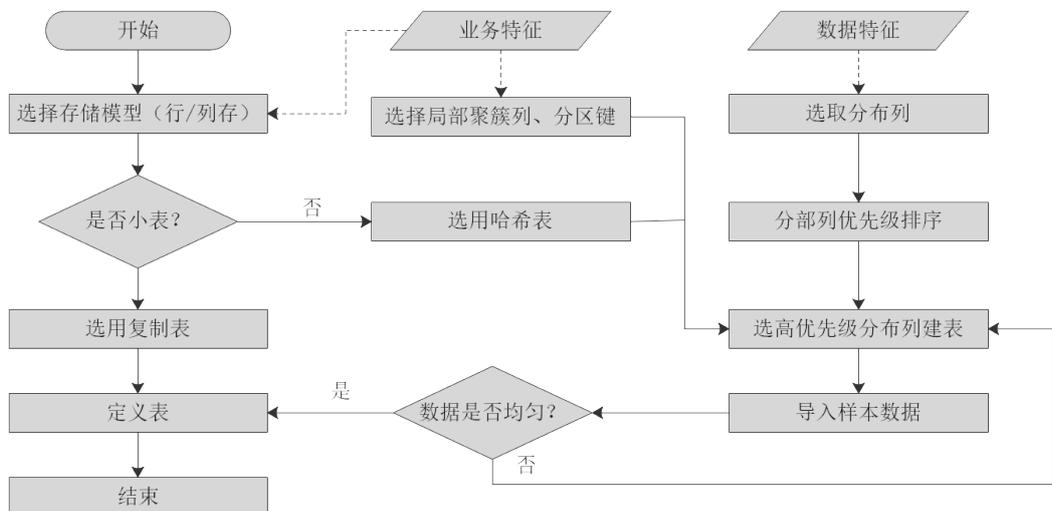 开始
业务特征
数据特征
选择存储模型（行/列存）
选择局部聚簇列、分区键
选取分布列
是否小表？
否
选用哈希表
分部列优先级排序
选用复制表
选高优先级分布列建表
是
定义表
数据是否均匀？
导入样本数据
否
结束